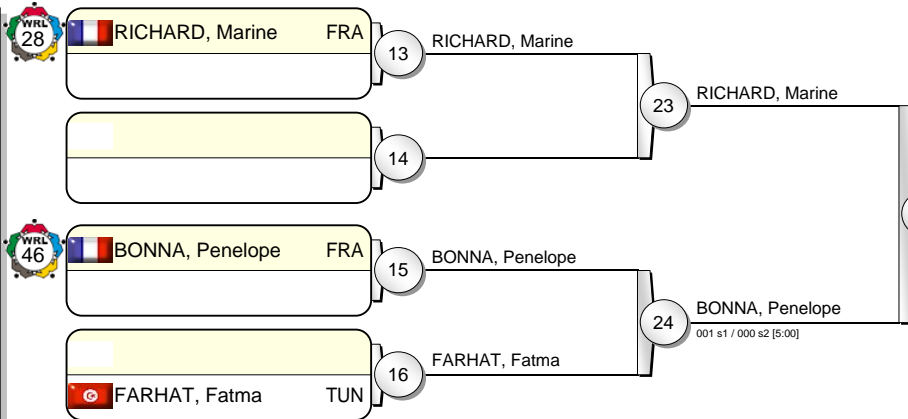 WRL
28
RICHARD, Marine FRA
13
RICHARD, Marine
23
RICHARD, Marine
14
WRL
46
BONNA, Penelope FRA
15
BONNA, Penelope
24
BONNA, Penelope
001 s1 / 000 s2 [5:00]
16
FARHAT, Fatma
FARHAT, Fatma TUN